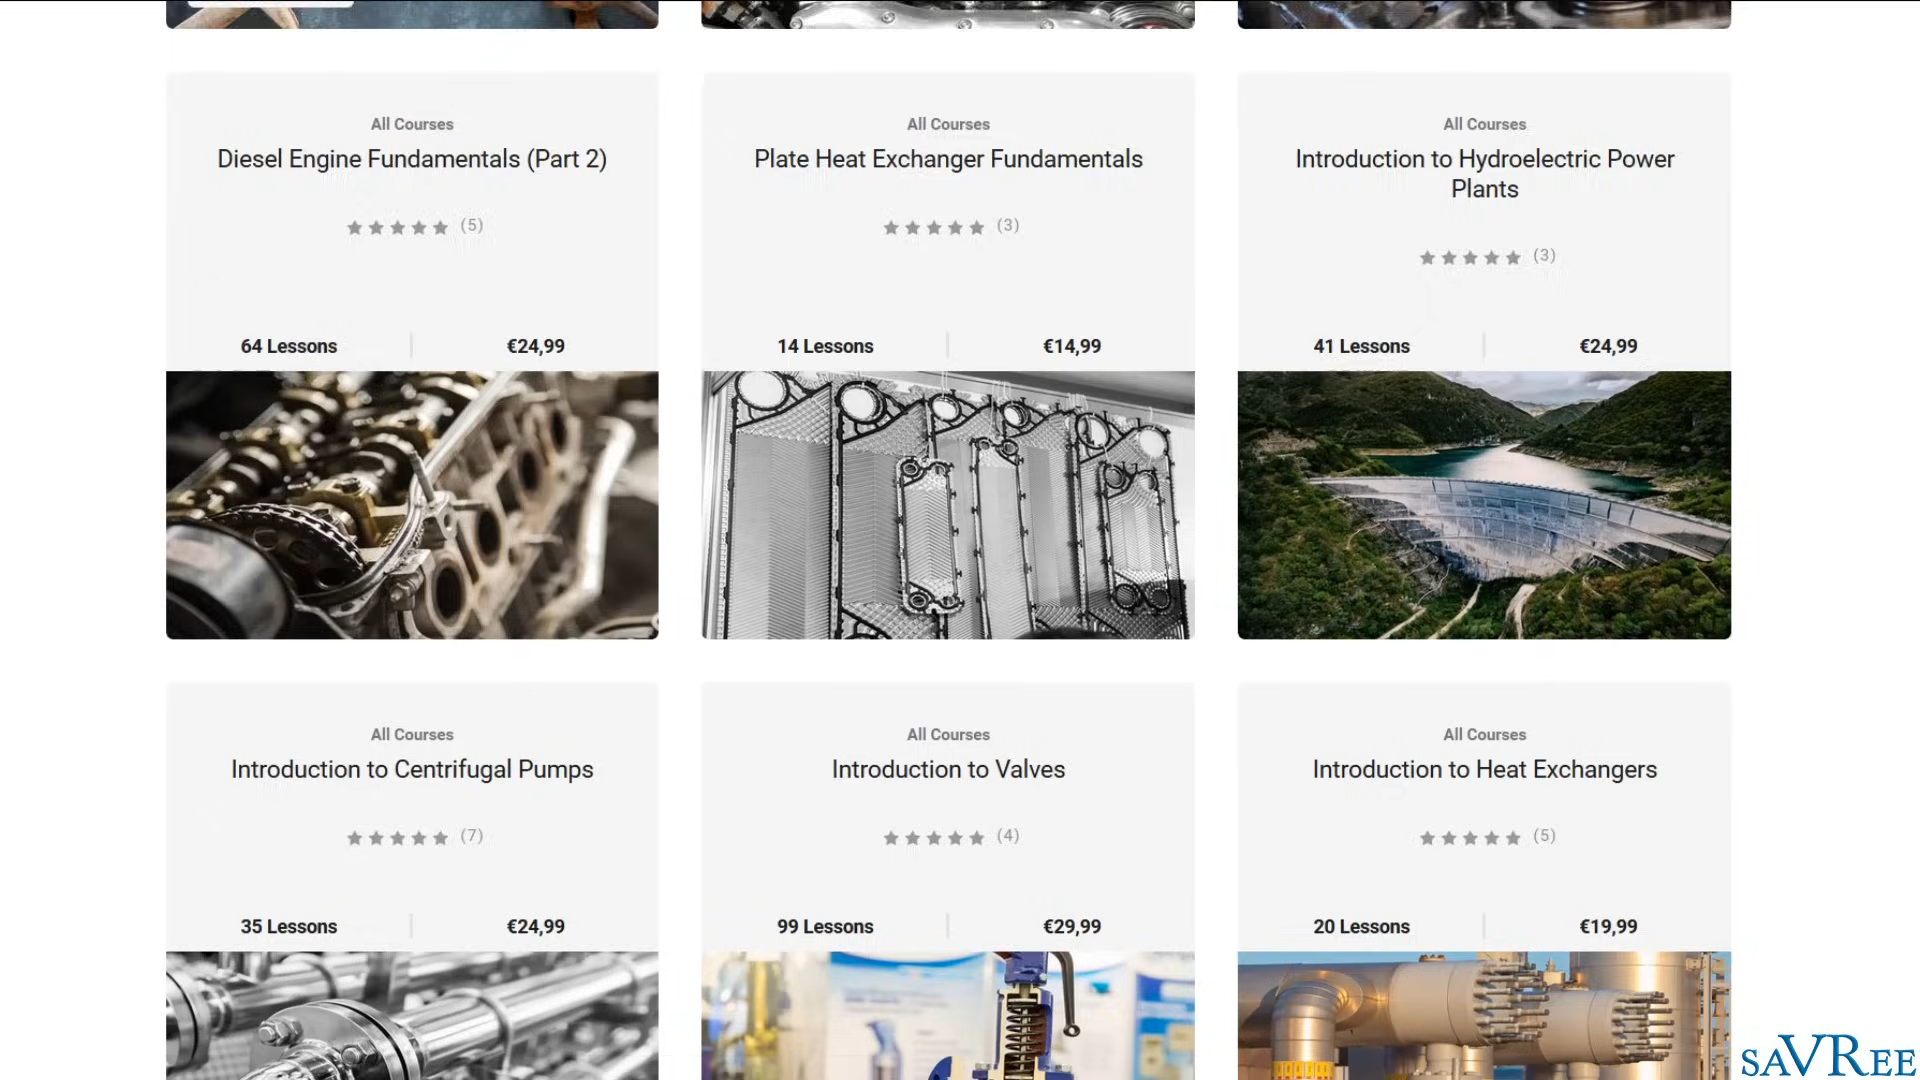 All Courses
Diesel Engine Fundamentals (Part 2)
(5)
64 Lessons
€24,99
All Courses
Plate Heat Exchanger Fundamentals
(3)
14 Lessons
€14,99
All Courses
Introduction to Hydroelectric Power
Plants
(3)
41 Lessons
€24,99
All Courses
Introduction to Centrifugal Pumps
(7)
35 Lessons
€24,99
All Courses
Introduction to Valves
(4)
99 Lessons
€29,99
All Courses
Introduction to Heat Exchangers
(5)
20 Lessons
€19,99
saVRee